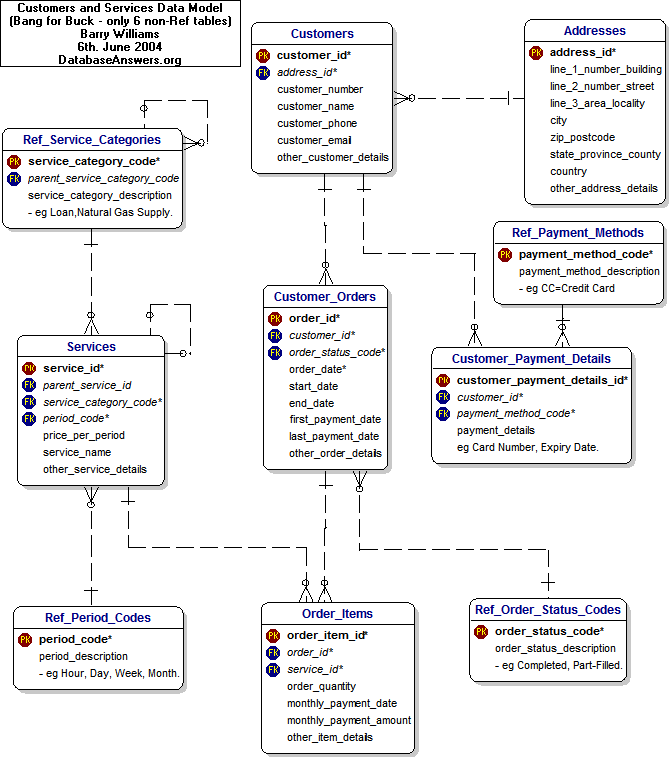 Customers and Services Data Model
(Bang for Buck - only 6 non-Ref tables)
Barry Williams
6th. June 2004
DatabaseAnswers.org
Customers
PK customer_id*
FK address_id*
customer_number
customer_name
customer_phone
customer_email
other_customer_details
Addresses
PK address_id*
line_1_number_building
line_2_number_street
line_3_area_locality
city
zip_postcode
state_province_county
country
other_address_details
Ref_Service_Categories
PK service_category_code*
FK parent_service_category_code
service_category_description
- eg Loan,Natural Gas Supply.
Ref_Payment_Methods
PK payment_method_code*
payment_method_description
- eg CC=Credit Card
Customer_Orders
PK order_id*
FK customer_id*
FK order_status_code*
order_date*
start_date
end_date
first_payment_date
last_payment_date
other_order_details
Services
PK service_id*
FK parent_service_id
FK service_category_code*
FK period_code*
price_per_period
service_name
other_service_details
Customer_Payment_Details
PK customer_payment_details_id*
FK customer_id*
FK payment_method_code*
payment_details
eg Card Number, Expiry Date.
Ref_Period_Codes
PK period_code*
period_description
- eg Hour, Day, Week, Month.
Order_Items
PK order_item_id*
FK order_id*
FK service_id*
order_quantity
monthly_payment_date
monthly_payment_amount
other_item_details
Ref_Order_Status_Codes
PK order_status_code*
order_status_description
- eg Completed, Part-Filled.